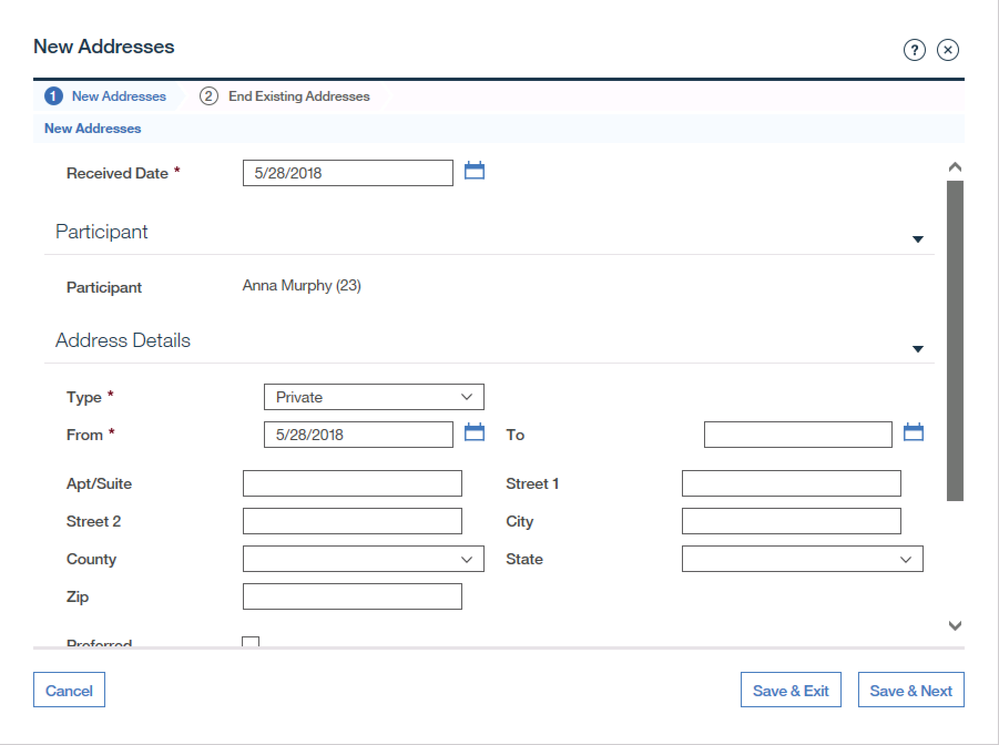 New Addresses
?
1 New Addresses 2 End Existing Addresses
New Addresses
Received Date * 5/28/2018
Participant
Participant Anna Murphy (23)
Address Details
Type * Private
From * 5/28/2018 To
Apt/Suite Street 1
Street 2 City
County State
Zip
Preferred
Cancel Save & Exit Save & Next